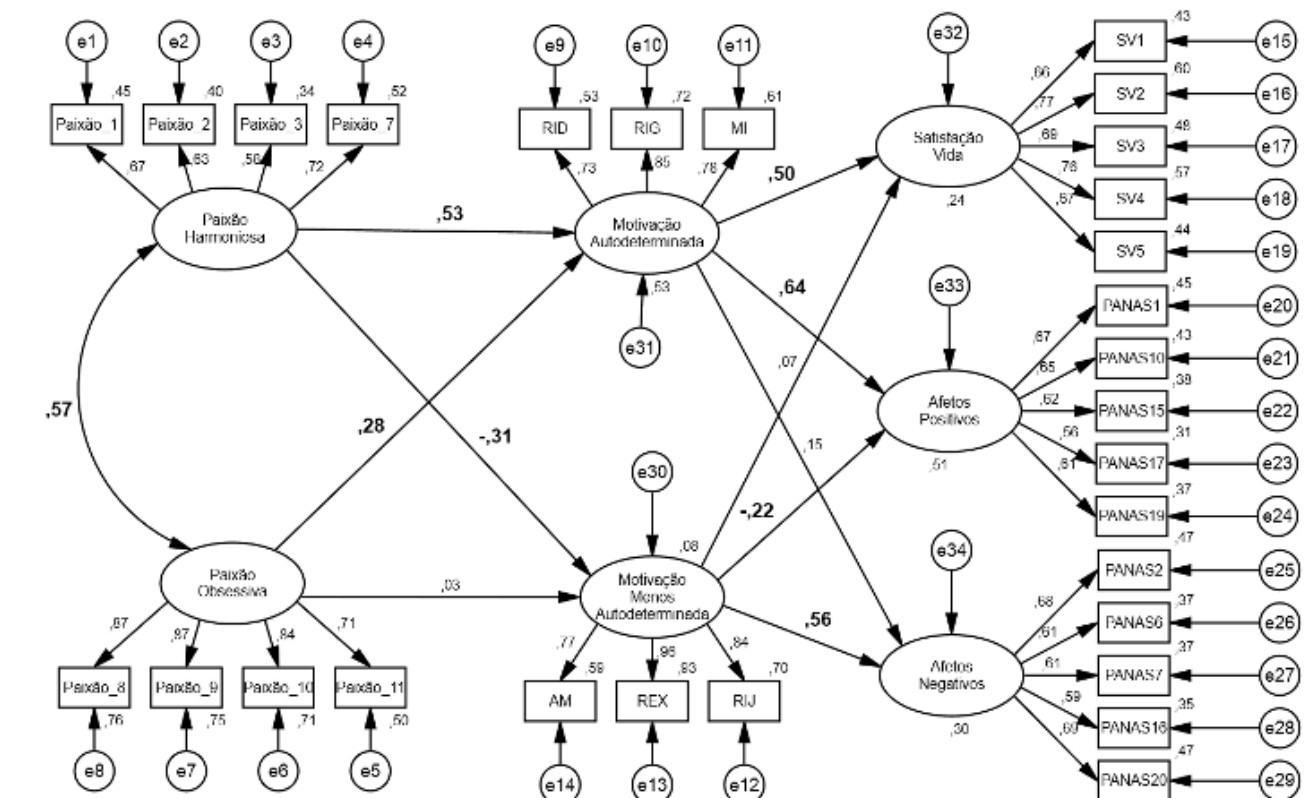 e1 e2 e3 e4
,45 ,40 ,34 ,52
Paixão_1 Paixão_2 Paixão_3 Paixão_7
,67 ,63 ,72
Paixão
Harmoniosa
,57
Paixão
Obsessiva
,87 ,87 ,84 ,71
Paixão_8 Paixão_9 Paixão_10 Paixão_11
,76 ,75 ,71 ,50
e8 e7 e6 e5
,53
,28
-,31
,03
e9 e10 e11
,53 ,72 ,61
RID RIG MI
,73 ,85
Motivação
Autodeterminada
,53
e31
e30
,08
Motivação
Menos
Autodeterminada
,77 ,96 ,84
,59 ,93 ,70
AM REX RIJ
e14 e13 e12
,50
,64
,07
,15
-,22
,56
e32
Satistação
Vida
,24
,66
,77
,69
,76
,67
,43
SV1 e15
,60
SV2 e16
,48
SV3 e17
,57
SV4 e18
,44
SV5 e19
e33
Afetos
Positivos
,51
,67
,65
,62
,56
,61
,45
PANAS1 e20
,43
PANAS10 e21
,38
PANAS15 e22
,31
PANAS17 e23
,37
PANAS19 e24
e34
Afetos
Negativos
,30
,68
,61
,61
,59
,69
,47
PANAS2 e25
,37
PANAS6 e26
,37
PANAS7 e27
,35
PANAS16 e28
,47
PANAS20 e29